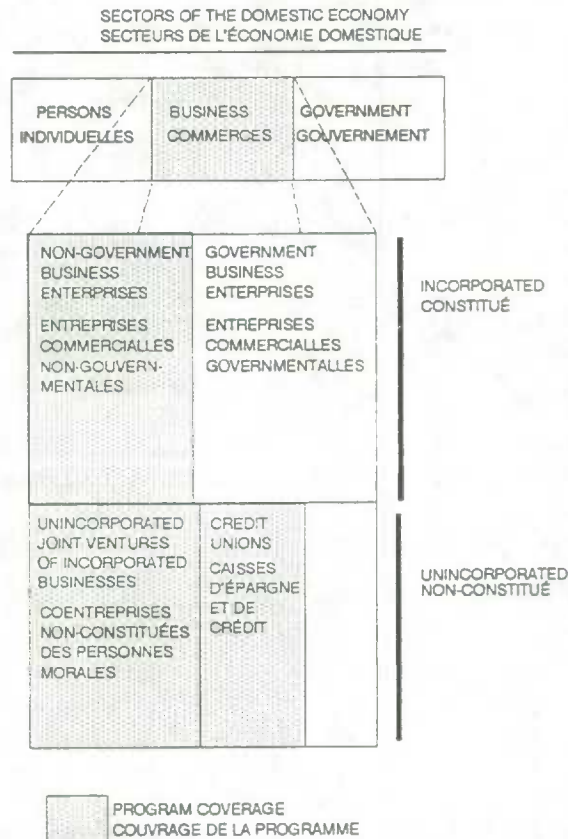 SECTORS OF THE DOMESTIC ECONOMY
SECTEURS DE L'ÉCONOMIE DOMESTIQUE
PERSONS
INDIVIDUELLES
BUSINESS
COMMERCES
GOVERNMENT
GOUVERNEMENT
NON-GOVERNMENT
BUSINESS
ENTERPRISES
ENTREPRISES
COMMERCIALLES
NON-GOUVERN-
MENTALES
GOVERNMENT
BUSINESS
ENTERPRISES
ENTREPRISES
COMMERCIALLES
GOVERNMENTALLES
INCORPORATED
CONSTITUÉ
UNINCORPORATED
JOINT VENTURES
OF INCORPORATED
BUSINESSES
COENTREPRISES
NON-CONSTITUÉES
DES PERSONNES
MORALES
CREDIT
UNIONS
CAISSES
D'ÉPARGNE
ET DE
CRÉDIT
UNINCORPORATED
NON-CONSTITUÉ
PROGRAM COVERAGE
COUVRAGE DE LA PROGRAMME